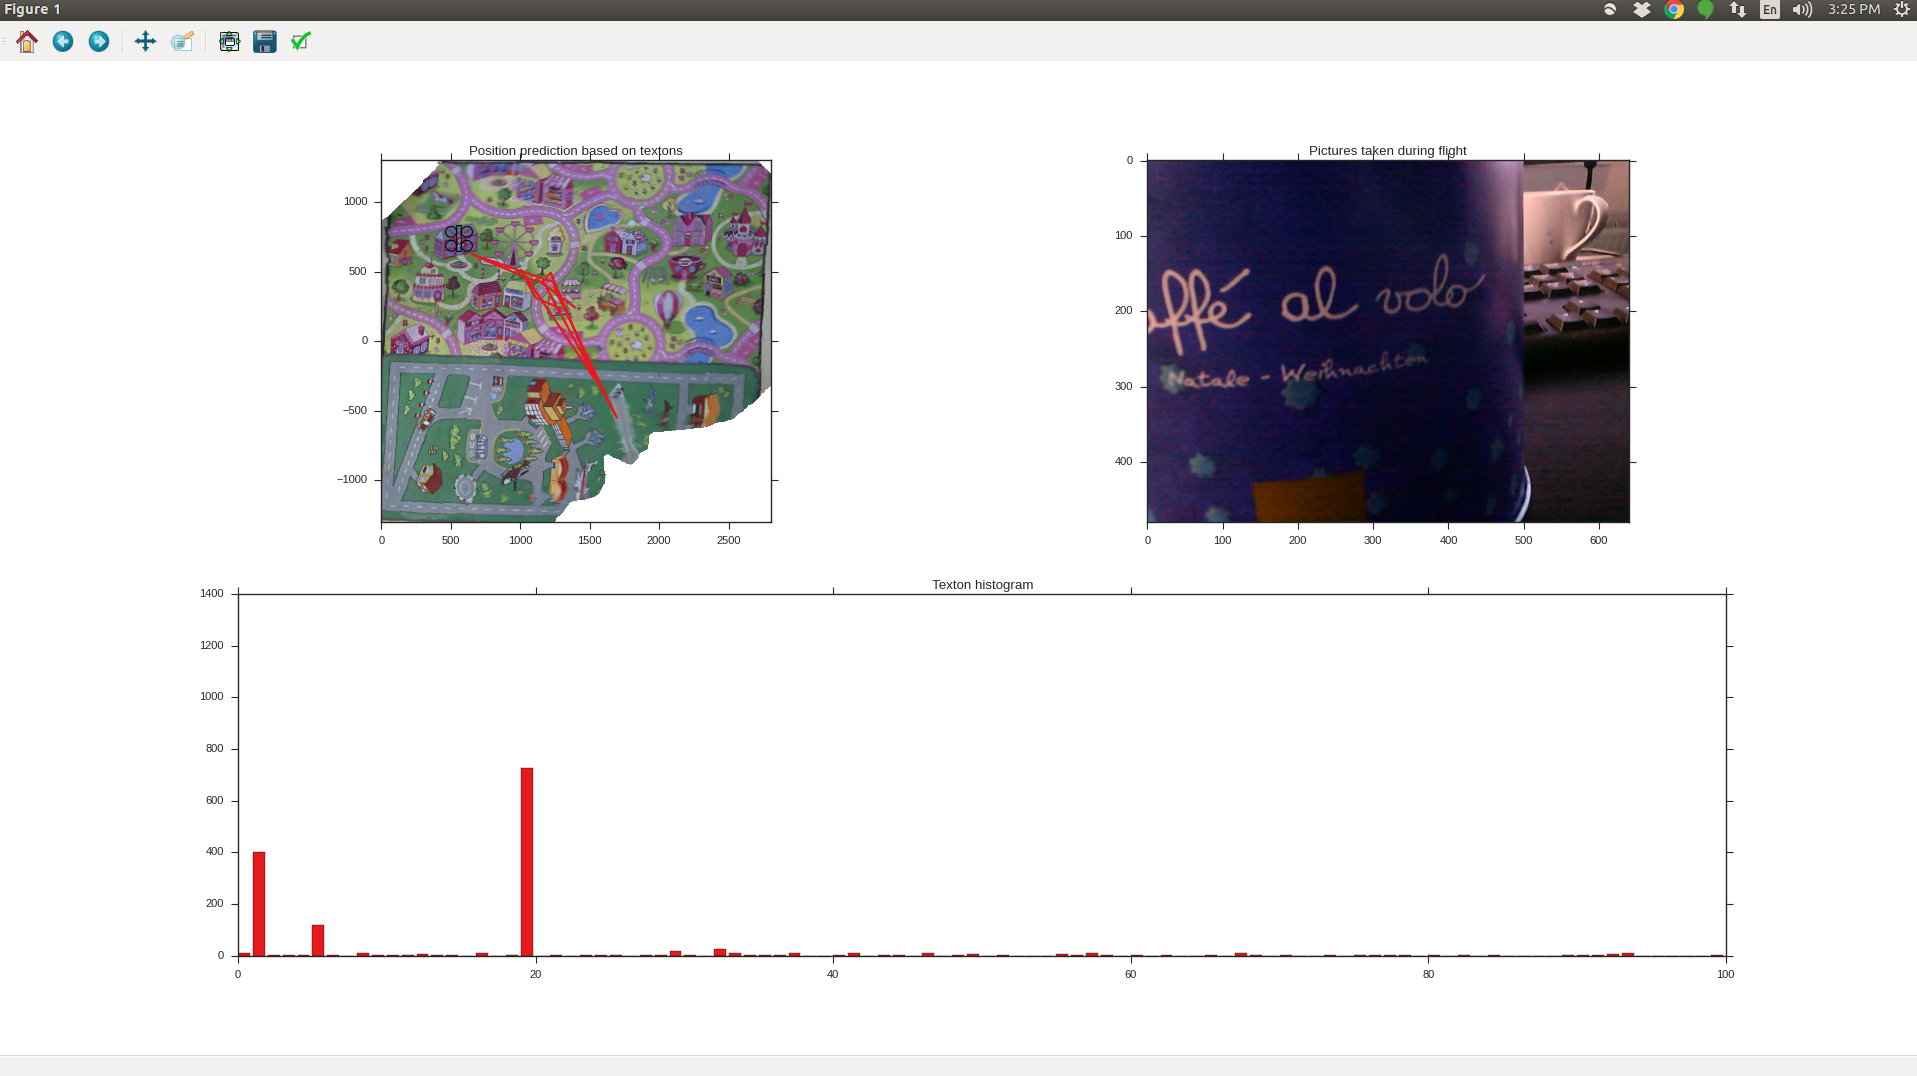 Figure 1
En
3:25 PM
Position prediction based on textons
1000
500
0
−500
−1000
0 500 1000 1500 2000 2500
Pictures taken during flight
0
100
200
300
400
0 100 200 300 400 500 600
affé al volo
Natale - Weihnachten
Texton histogram
1400
1200
1000
800
600
400
200
0
0 20 40 60 80 100